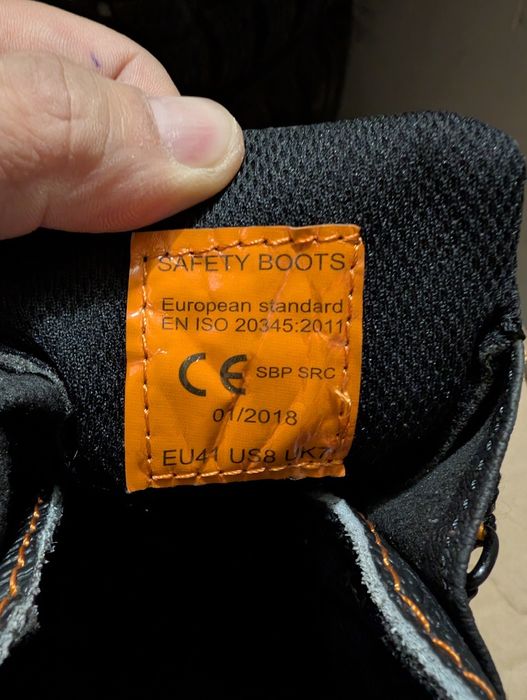 SAFETY BOOTS
European standard
EN ISO 20345:2011
CE SBP SRC
01/2018
EU41 US8 UK7